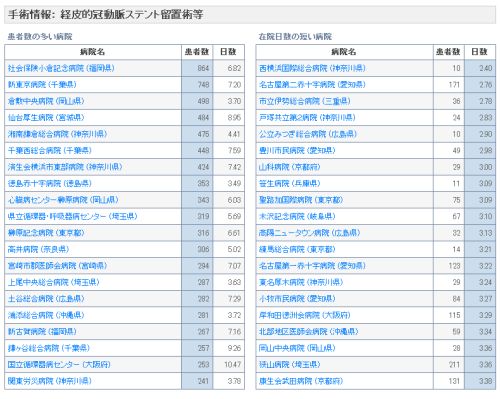 手術情報: 経皮的冠動脈ステント留置術等
患者数の多い病院
病院名 患者数 日数
社会保険小倉記念病院 (福岡県) 864 6.82
新東京病院 (千葉県) 748 7.20
倉敷中央病院 (岡山県) 498 3.70
仙台厚生病院 (宮城県) 484 8.95
湘南鎌倉総合病院 (神奈川県) 475 4.41
千葉西総合病院 (千葉県) 448 7.59
済生会横浜市東部病院 (神奈川県) 424 7.42
徳島赤十字病院 (徳島県) 353 3.49
心臓病センター榊原病院 (岡山県) 343 6.03
県立循環器・呼吸器病センター (埼玉県) 319 5.69
榊原記念病院 (東京都) 316 6.61
高井病院 (奈良県) 306 5.02
宮崎市郡医師会病院 (宮崎県) 294 7.07
上尾中央総合病院 (埼玉県) 287 3.63
土谷総合病院 (広島県) 282 7.29
浦添総合病院 (沖縄県) 281 3.72
新古賀病院 (福岡県) 267 7.16
鎌ヶ谷総合病院 (千葉県) 257 9.26
国立循環器病センター (大阪府) 253 10.47
関東労災病院 (神奈川県) 241 3.78
在院日数の短い病院
病院名 患者数 日数
西横浜国際総合病院 (神奈川県) 10 2.40
名古屋第二赤十字病院 (愛知県) 171 2.76
市立伊勢総合病院 (三重県) 36 2.78
戸塚共立第2病院 (神奈川県) 24 2.83
公立みつぎ総合病院 (広島県) 10 2.90
豊川市民病院 (愛知県) 49 2.98
山科病院 (京都府) 29 3.00
笹生病院 (兵庫県) 11 3.09
聖路加国際病院 (東京都) 75 3.09
木沢記念病院 (岐阜県) 67 3.10
高陽ニュータウン病院 (広島県) 32 3.13
練馬総合病院 (東京都) 14 3.21
名古屋第一赤十字病院 (愛知県) 123 3.22
東名厚木病院 (神奈川県) 29 3.24
小牧市民病院 (愛知県) 84 3.27
岸和田徳洲会病院 (大阪府) 115 3.29
北部地区医師会病院 (沖縄県) 59 3.34
岡山中央病院 (岡山県) 28 3.36
狭山病院 (埼玉県) 211 3.36
康生会武田病院 (京都府) 131 3.38